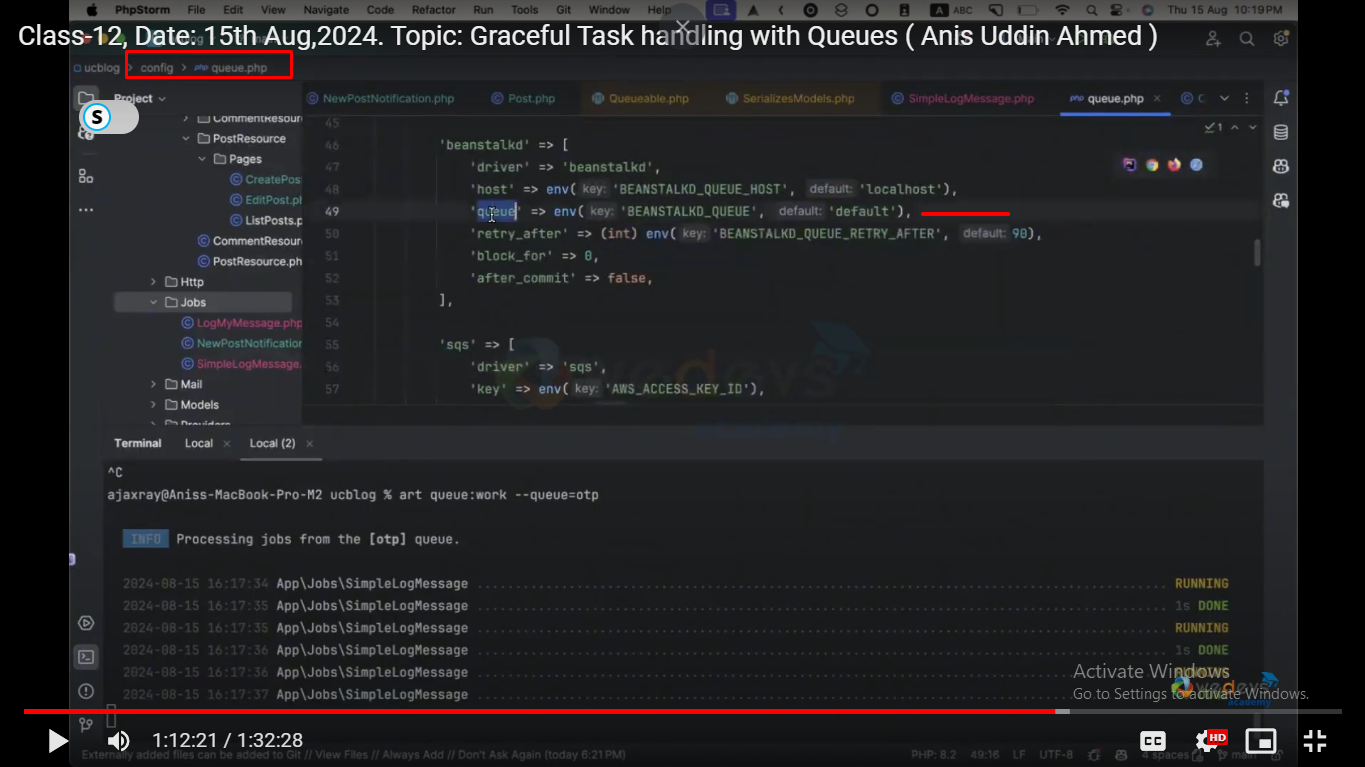 PhpStorm File Edit View Navigate Code Refactor Run Tools Git Window Help A ABC Thu 15 Aug 10:19PM
Class-12, Date: 15th Aug,2024. Topic: Graceful Task handling with Queues ( Anis Uddin Ahmed )
ucblog > config > php queue.php
Project
NewPostNotification.php Post.php Queueable.php SerializesModels.php SimpleLogMessage.php php queue.php × C
S
CommentResour
PostResource
Pages
CreatePos
EditPost.pl
ListPosts.p
CommentResour
PostResource.ph
Http
Jobs
LogMyMessage.php
NewPostNotification
SimpleLogMessage.
Mail
Models
Providers
1
45
46 'beanstalkd' => [
47 'driver' => 'beanstalkd',
48 'host' => env( key: 'BEANSTALKD_QUEUE_HOST', default: 'localhost'),
49 'queue' => env( key: 'BEANSTALKD_QUEUE', default: 'default'),
50 'retry_after' => (int) env( key: 'BEANSTALKD_QUEUE_RETRY_AFTER', default: 90),
51 'block_for' => 0,
52 'after_commit' => false,
53 ],
54
55 'sqs' => [
56 'driver' => 'sqs',
57 'key' => env( key: 'AWS_ACCESS_KEY_ID'),
wedevs
Terminal Local × Local (2) ×
^C
ajaxray@Aniss-MacBook-Pro-M2 ucblog % art queue:work --queue=otp
INFO Processing jobs from the [otp] queue.
2024-08-15 16:17:34 App\Jobs\SimpleLogMessage RUNNING
2024-08-15 16:17:35 App\Jobs\SimpleLogMessage 1s DONE
2024-08-15 16:17:35 App\Jobs\SimpleLogMessage RUNNING
2024-08-15 16:17:36 App\Jobs\SimpleLogMessage 1s DONE
2024-08-15 16:17:36 App\Jobs\SimpleLogMessage RUNNING
2024-08-15 16:17:37 App\Jobs\SimpleLogMessage
Activate Windows
Go to Settings to activate Windows.
wedevs
academy
1:12:21 / 1:32:28
CC HD
Externally added files can be added to Git // View Files // Always Add // Don't Ask Again (today 6:21 PM) PHP: 8.2 49:16 LF UTF-8 4 spaces main